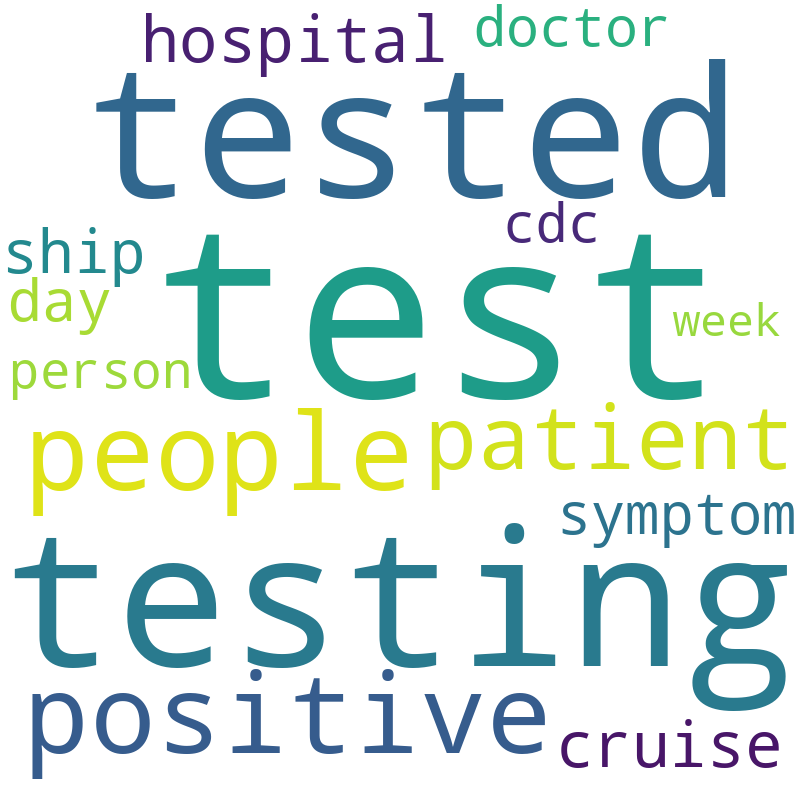 hospital
doctor
tested
cdc
ship
test
day
week
person
people
patient
symptom
testing
positive
cruise